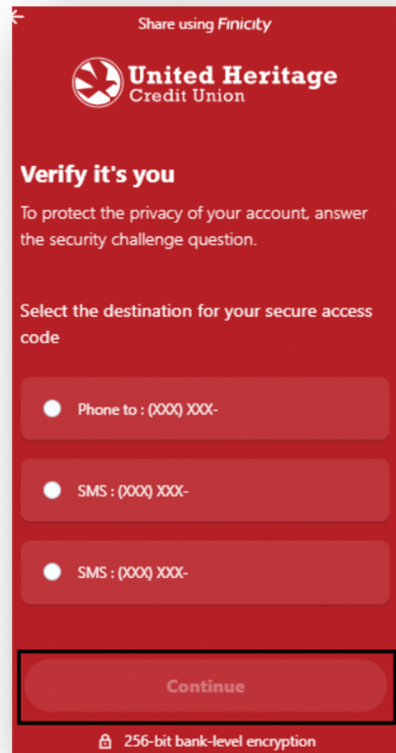 Share using Finicity
United Heritage
Credit Union
Verify it's you
To protect the privacy of your account, answer
the security challenge question.
Select the destination for your secure access
code
Phone to : (XXX) XXX-
SMS : (XXX) XXX-
SMS : (XXX) XXX-
Continue
256-bit bank-level encryption